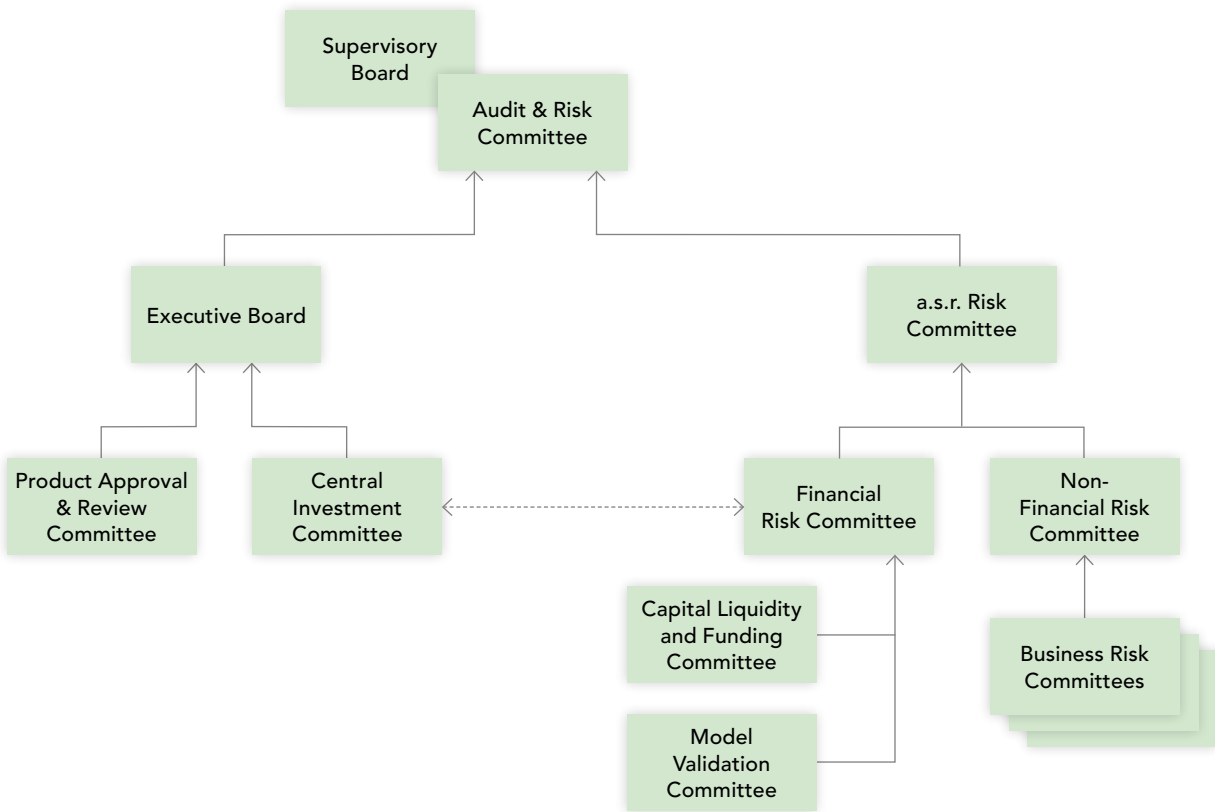 Supervisory
Board
Audit & Risk
Committee
Executive Board
a.s.r. Risk
Committee
Product Approval
& Review
Committee
Central
Investment
Committee
Financial
Risk Committee
Non-
Financial Risk
Committee
Capital Liquidity
and Funding
Committee
Business Risk
Committees
Model
Validation
Committee